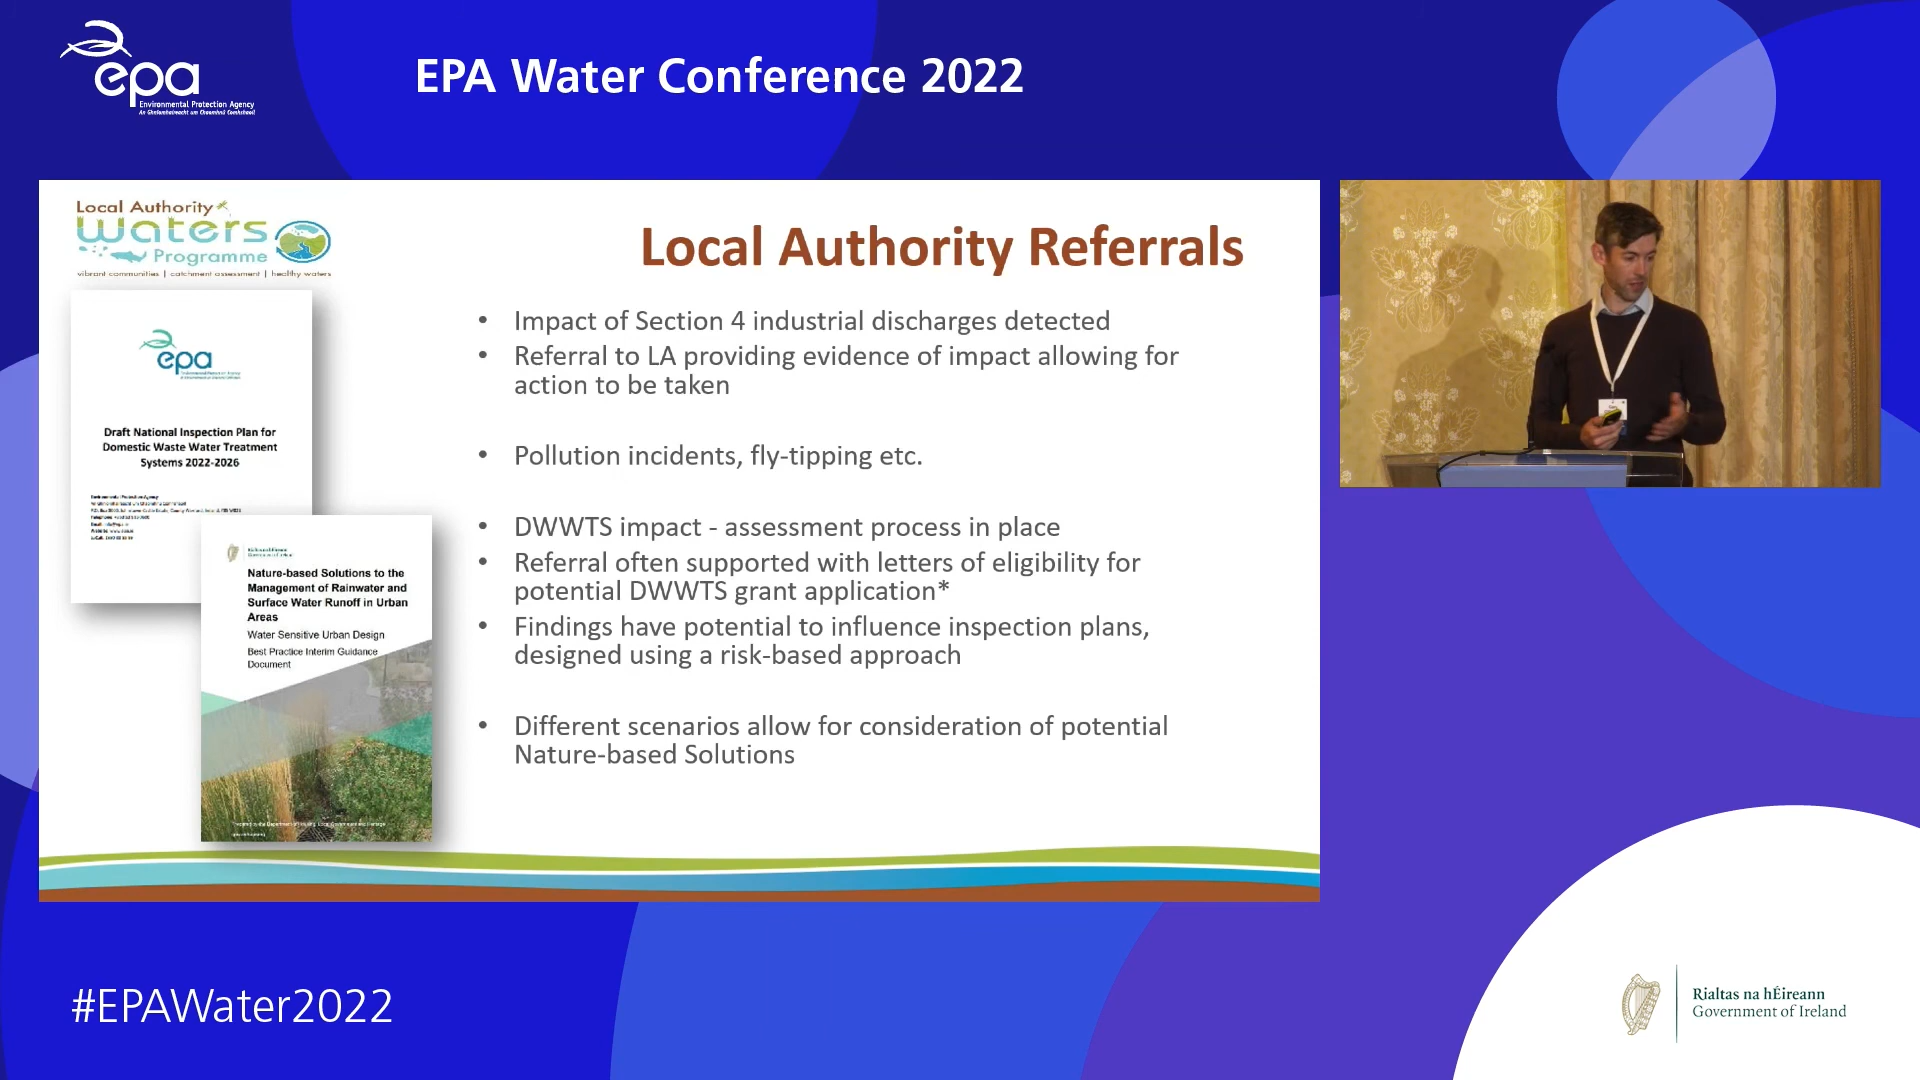 epa
Environmental Protection Agency
An Ghníomhaireacht um Chaomhnú Comhshaoil
EPA Water Conference 2022
Local Authority
waters
Programme
vibrant communities | catchment assessment | healthy waters
Local Authority Referrals
epa
Draft National Inspection Plan for
Domestic Waste Water Treatment
Systems 2022-2026
Environmental Protection Agency
Nature-based Solutions to the
Management of Rainwater and
Surface Water Runoff in Urban
Areas
Water Sensitive Urban Design
Best Practice Interim Guidance
Document
• Impact of Section 4 industrial discharges detected
• Referral to LA providing evidence of impact allowing for
action to be taken
• Pollution incidents, fly-tipping etc.
• DWWTS impact - assessment process in place
• Referral often supported with letters of eligibility for
potential DWWTS grant application*
• Findings have potential to influence inspection plans,
designed using a risk-based approach
• Different scenarios allow for consideration of potential
Nature-based Solutions
#EPAWater2022
Rialtas na hÉireann
Government of Ireland